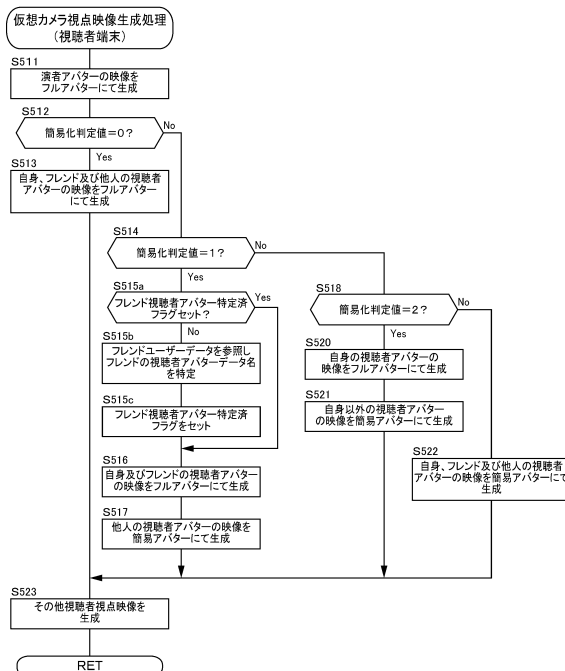 仮想カメラ視点映像生成処理
（視聴者端末）
S511
演者アバターの映像を
フルアバターにて生成
S512
簡易化判定値=0?
No
Yes
S513
自身、フレンド及び他人の視聴者
アバターの映像をフルアバター
にて生成
S514
簡易化判定値=1?
No
Yes
S515a
フレンド視聴者アバター特定済
フラグセット?
Yes
No
S515b
フレンドユーザーデータを参照し
フレンドの視聴者アバターデータ名
を特定
S515c
フレンド視聴者アバター特定済
フラグをセット
S516
自身及びフレンドの視聴者アバター
の映像をフルアバターにて生成
S517
他人の視聴者アバターの映像を
簡易アバターにて生成
S518
簡易化判定値=2?
No
Yes
S520
自身の視聴者アバターの
映像をフルアバターにて生成
S521
自身以外の視聴者アバター
の映像を簡易アバターにて生成
S522
自身、フレンド及び他人の視聴者
アバターの映像を簡易アバターにて
生成
S523
その他視聴者視点映像を
生成
RET